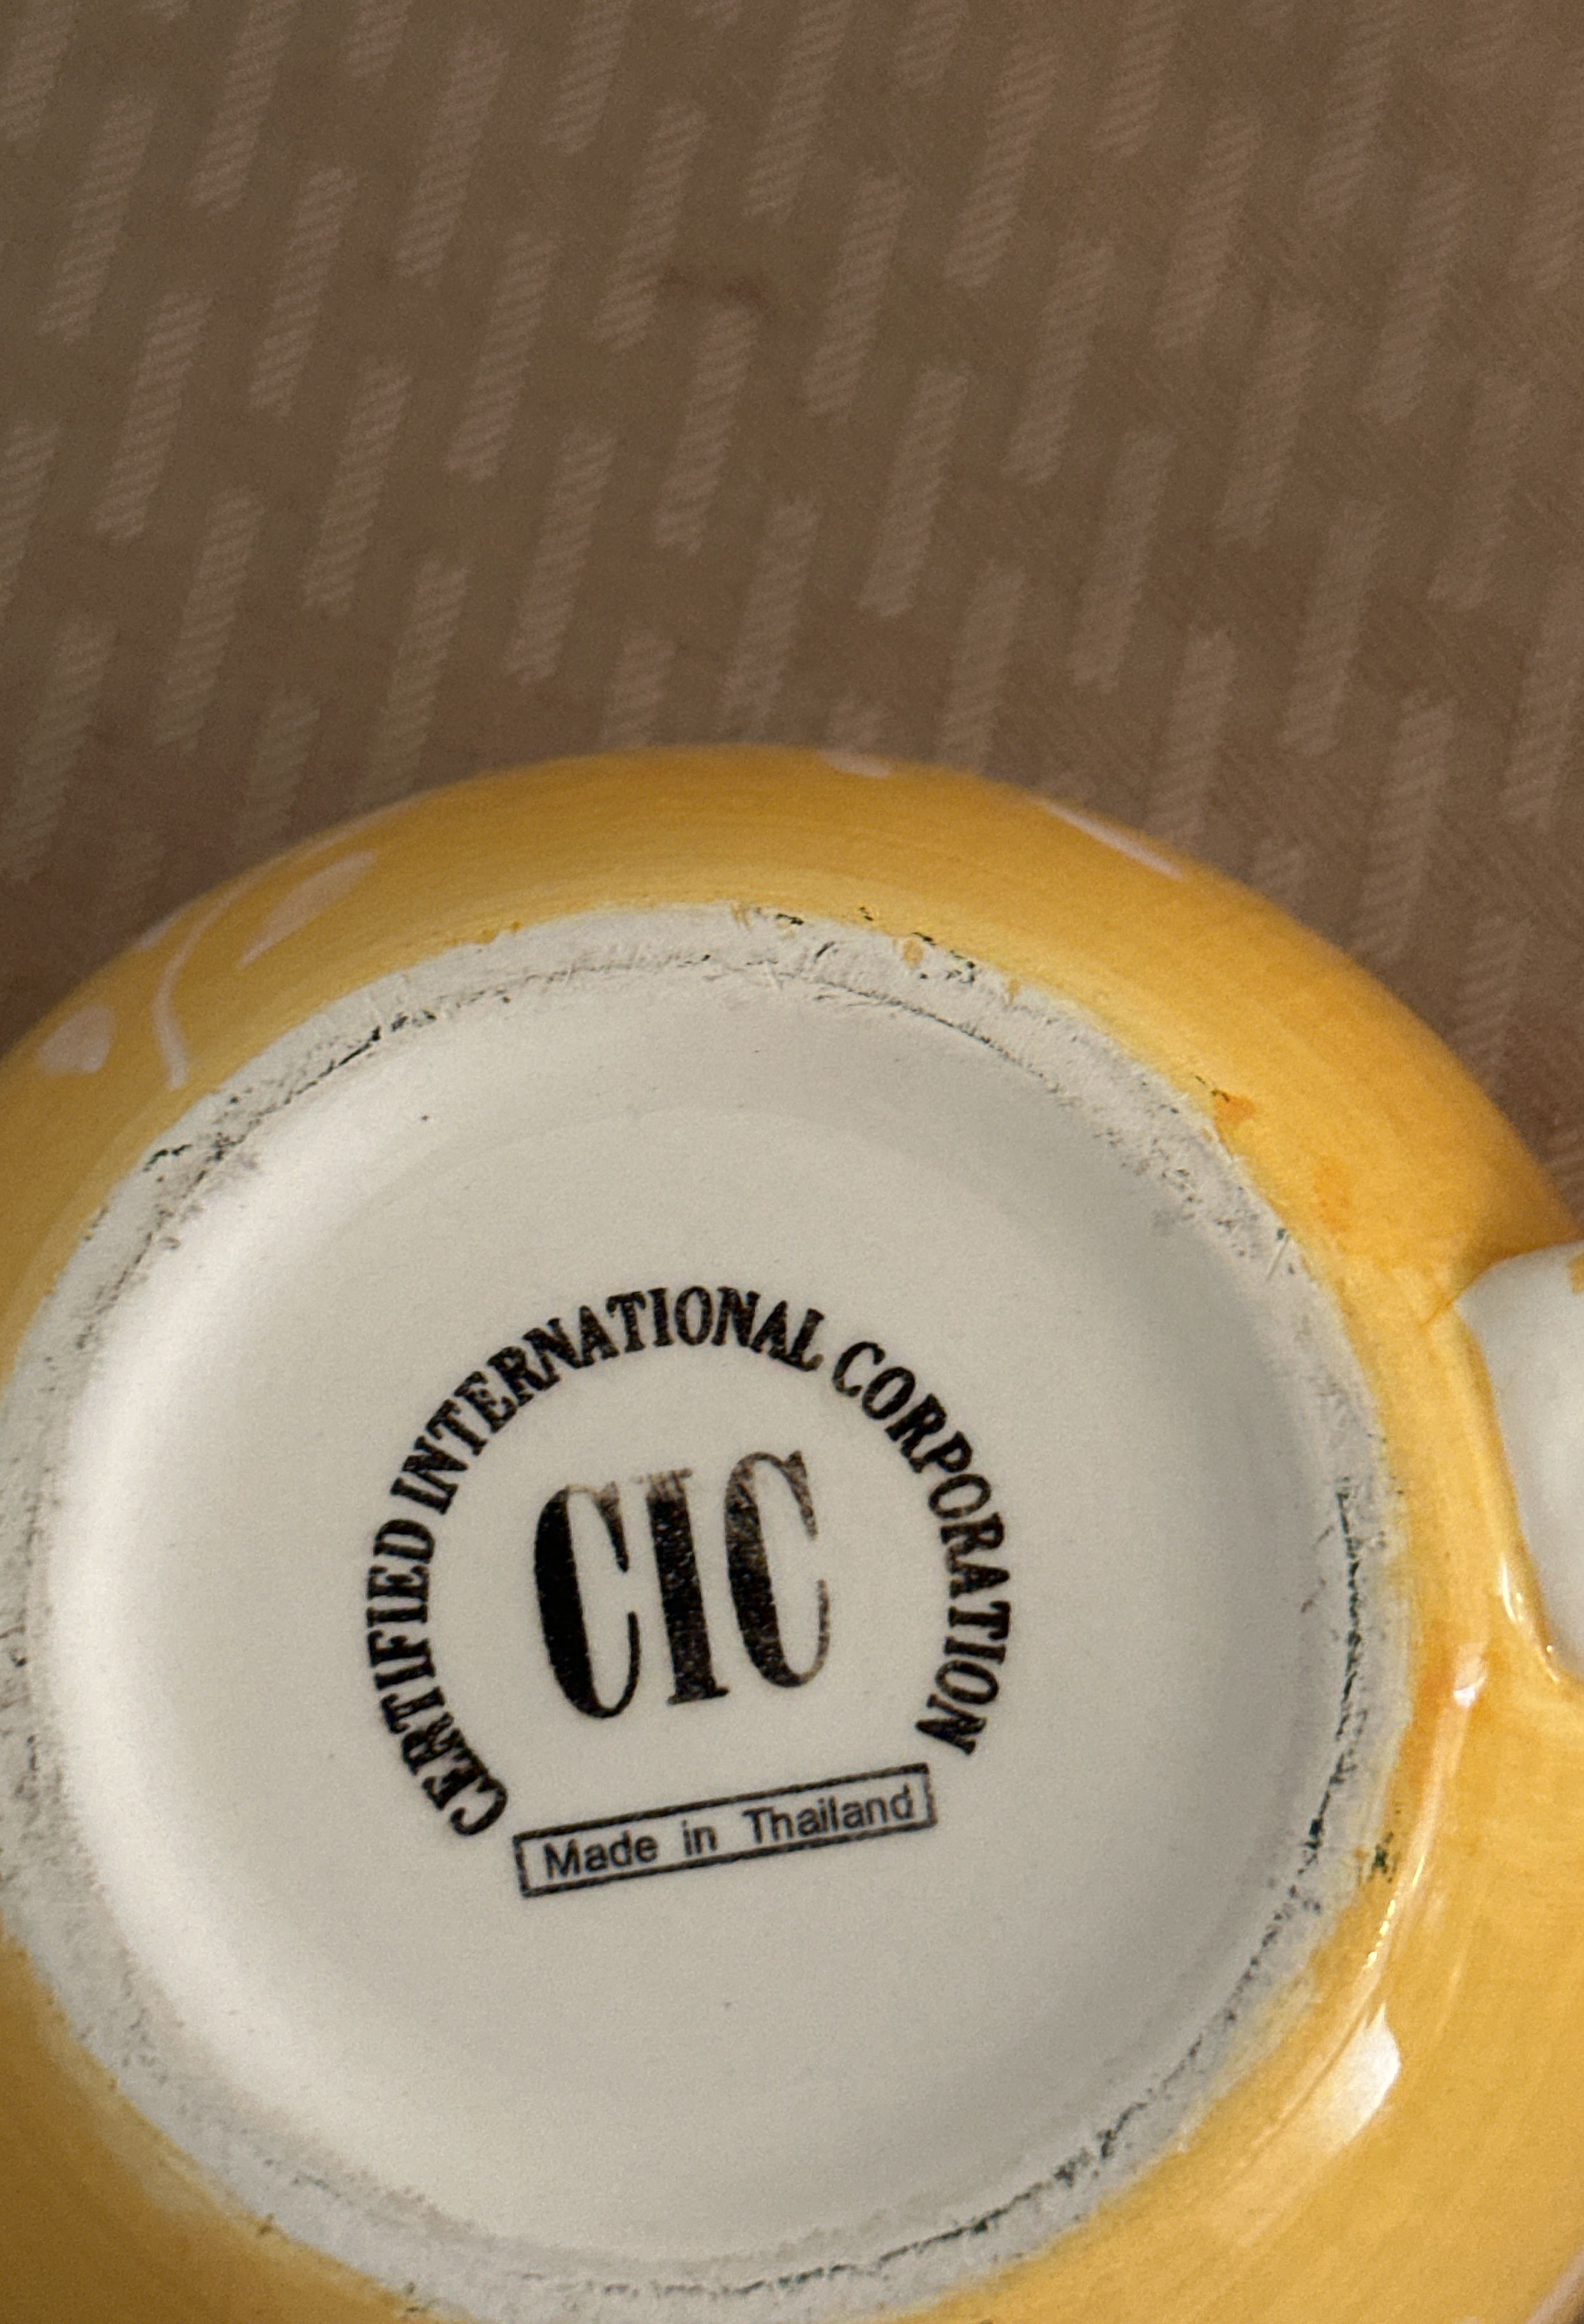 CERTIFIED INTERNATIONAL CORPORATION
CIC
Made in Thailand